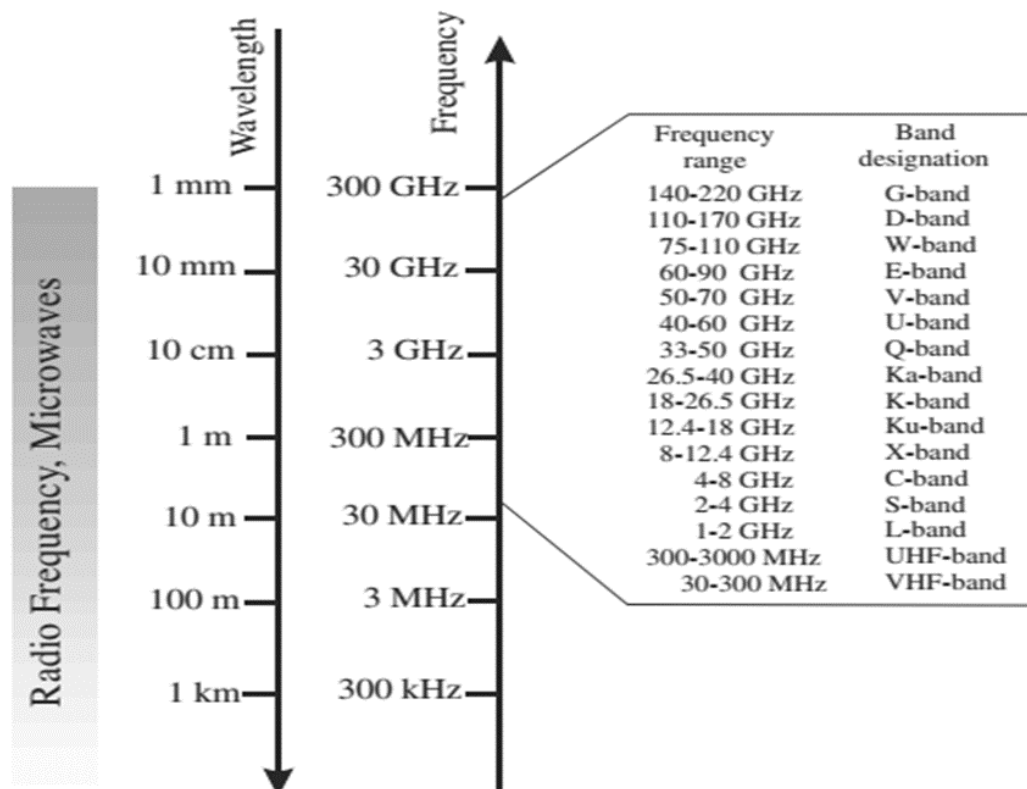 Wavelength
Frequency
Radio Frequency, Microwaves
1 mm
10 mm
10 cm
1 m
10 m
100 m
1 km
300 GHz
30 GHz
3 GHz
300 MHz
30 MHz
3 MHz
300 kHz
Frequency range Band designation
140-220 GHz G-band
110-170 GHz D-band
75-110 GHz W-band
60-90 GHz E-band
50-70 GHz V-band
40-60 GHz U-band
33-50 GHz Q-band
26.5-40 GHz Ka-band
18-26.5 GHz K-band
12.4-18 GHz Ku-band
8-12.4 GHz X-band
4-8 GHz C-band
2-4 GHz S-band
1-2 GHz L-band
300-3000 MHz UHF-band
30-300 MHz VHF-band